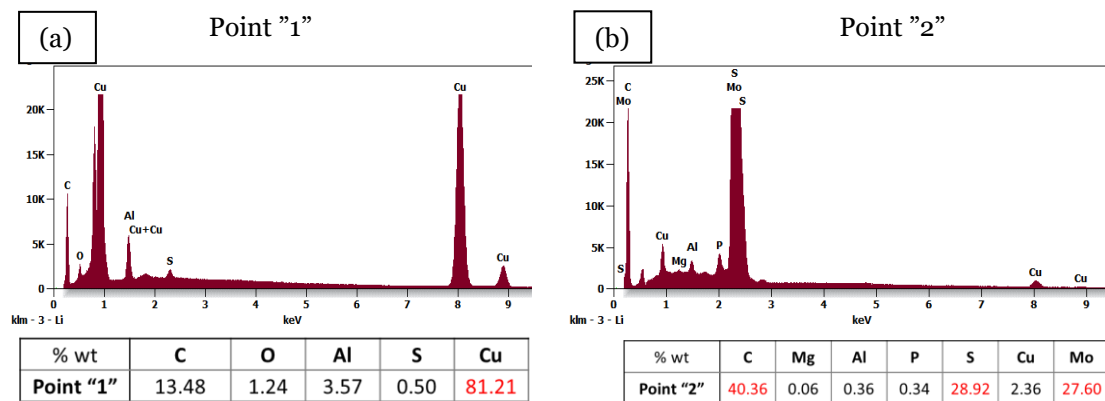 (a)
Point ”1”
20K
15K
10K
5K
0
C
O
Cu
Al
Cu+Cu
S
Cu
Cu
1 2 3 4 5 6 7 8 9
klm - 3 - Li
keV
% wt C O Al S Cu
Point “1” 13.48 1.24 3.57 0.50 81.21
(b)
Point ”2”
25K
20K
15K
10K
5K
0
C
Mo
S
Cu
Mg
Al
P
S
Mo
S
Cu
Cu
0 1 2 3 4 5 6 7 8 9
klm - 3 - Li
keV
% wt C Mg Al P S Cu Mo
Point “2” 40.36 0.06 0.36 0.34 28.92 2.36 27.60